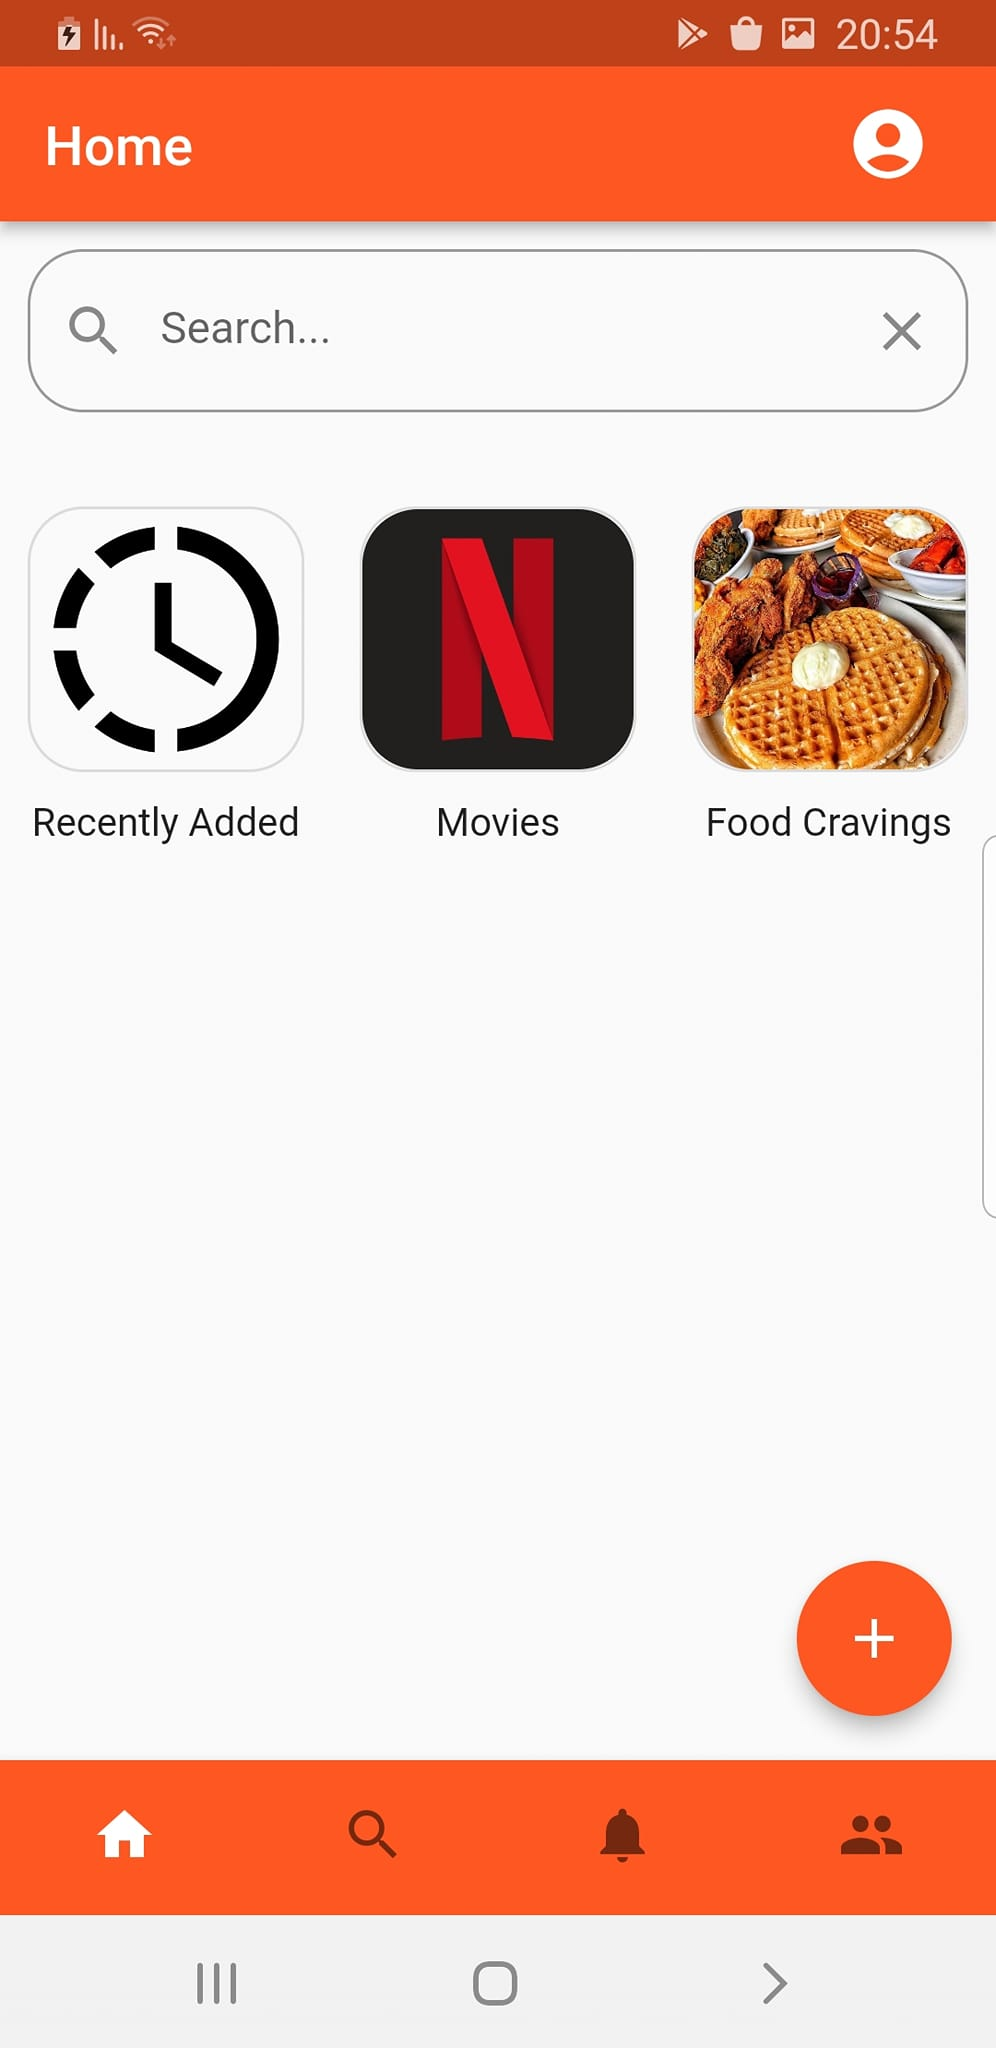 20:54
Home
Search...
N
Recently Added
Movies
Food Cravings